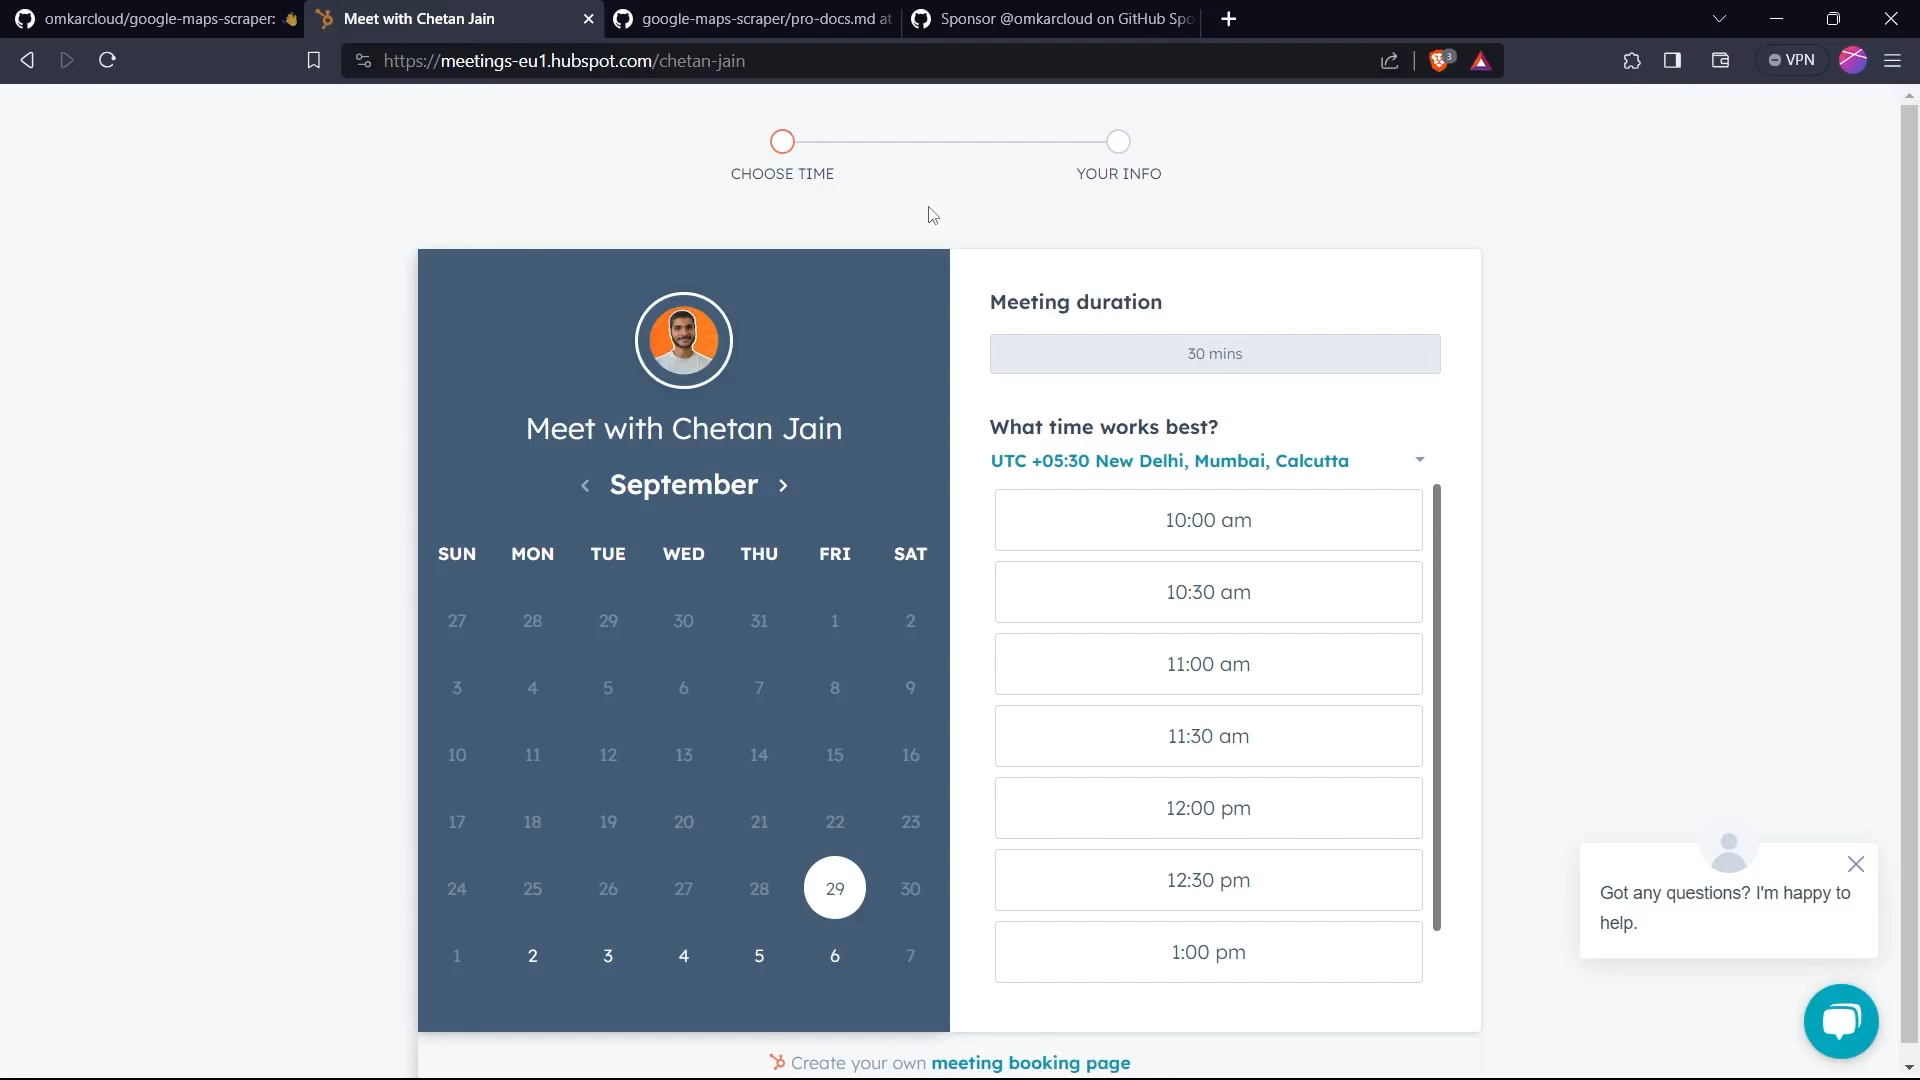 omkarcloud/google-maps-scraper: 👋
Meet with Chetan Jain
google-maps-scraper/pro-docs.md at
Sponsor @omkarcloud on GitHub Spo
https://meetings-eu1.hubspot.com/chetan-jain
3
VPN
CHOOSE TIME
YOUR INFO
Meet with Chetan Jain
September
SUN MON TUE WED THU FRI SAT
27 28 29 30 31 1 2
3 4 5 6 7 8 9
10 11 12 13 14 15 16
17 18 19 20 21 22 23
24 25 26 27 28 29 30
1 2 3 4 5 6 7
Meeting duration
30 mins
What time works best?
UTC +05:30 New Delhi, Mumbai, Calcutta
10:00 am
10:30 am
11:00 am
11:30 am
12:00 pm
12:30 pm
1:00 pm
Got any questions? I'm happy to
help.
Create your own meeting booking page